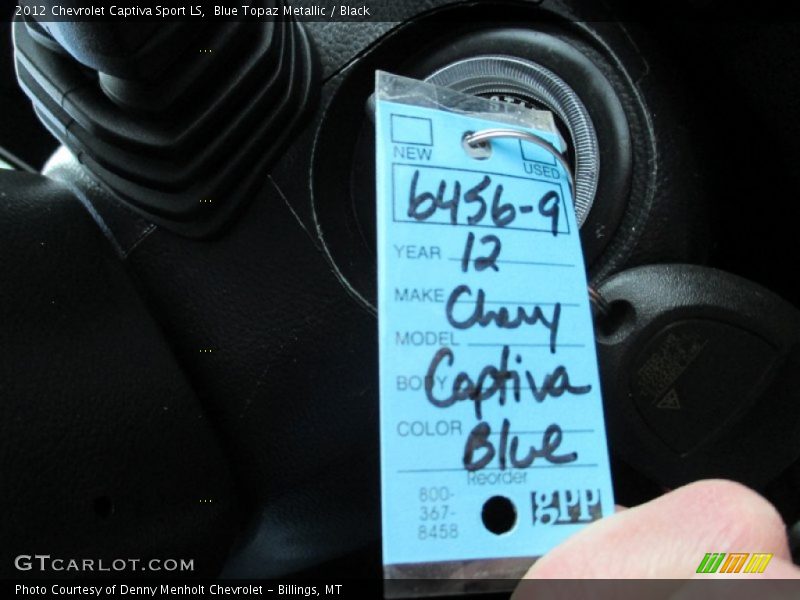 2012 Chevrolet Captiva Sport LS,  Blue Topaz Metallic / Black
NEW
USED
6456-9
YEAR 12
MAKE Chevy
MODEL
BODY Captiva
COLOR Blue
Reorder
800-
367-
8458
gpp
GTCARLOT.COM
Photo Courtesy of Denny Menholt Chevrolet – Billings, MT